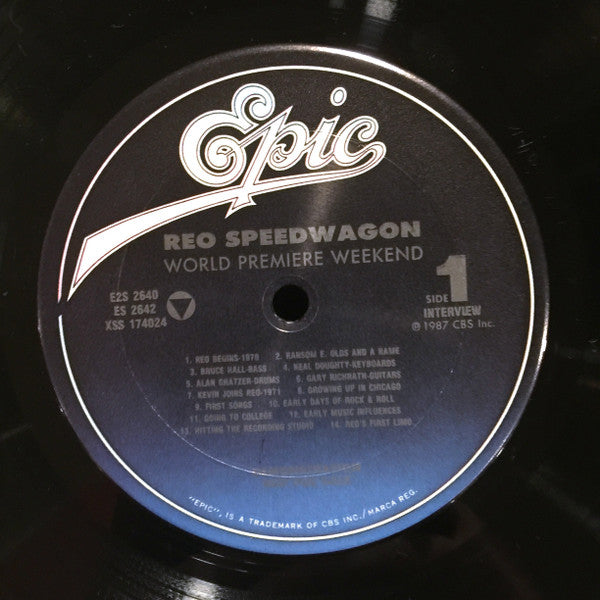 Epic
REO SPEEDWAGON
WORLD PREMIERE WEEKEND
E2S 2640
ES 2642
XSS 174024
SIDE 1
INTERVIEW
℗ 1987 CBS Inc.
1. REO BEGINS-1970 2. RANSOM E. OLDS AND A NAME
3. BRUCE HALL-BASS 4. NEAL DOUGHTY-KEYBOARDS
5. ALAN GRATZER-DRUMS 6. GARY RICHRATH-GUITARS
7. KEVIN JOINS REO-1971 8. GROWING UP IN CHICAGO
9. FIRST SONGS 10. EARLY DAYS OF ROCK & ROLL
11. GOING TO COLLEGE 12. EARLY MUSIC INFLUENCES
13. HITTING THE RECORDING STUDIO 14. REO'S FIRST LIMO
"EPIC", IS A TRADEMARK OF CBS INC./MARCA REG.